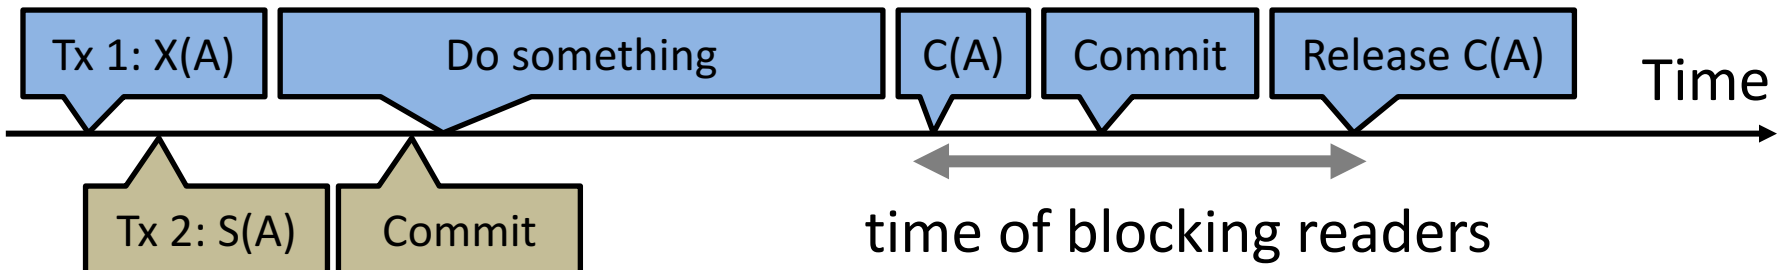 Tx 1: X(A)
Do something
C(A)
Commit
Release C(A)
Time
Tx 2: S(A)
Commit
time of blocking readers